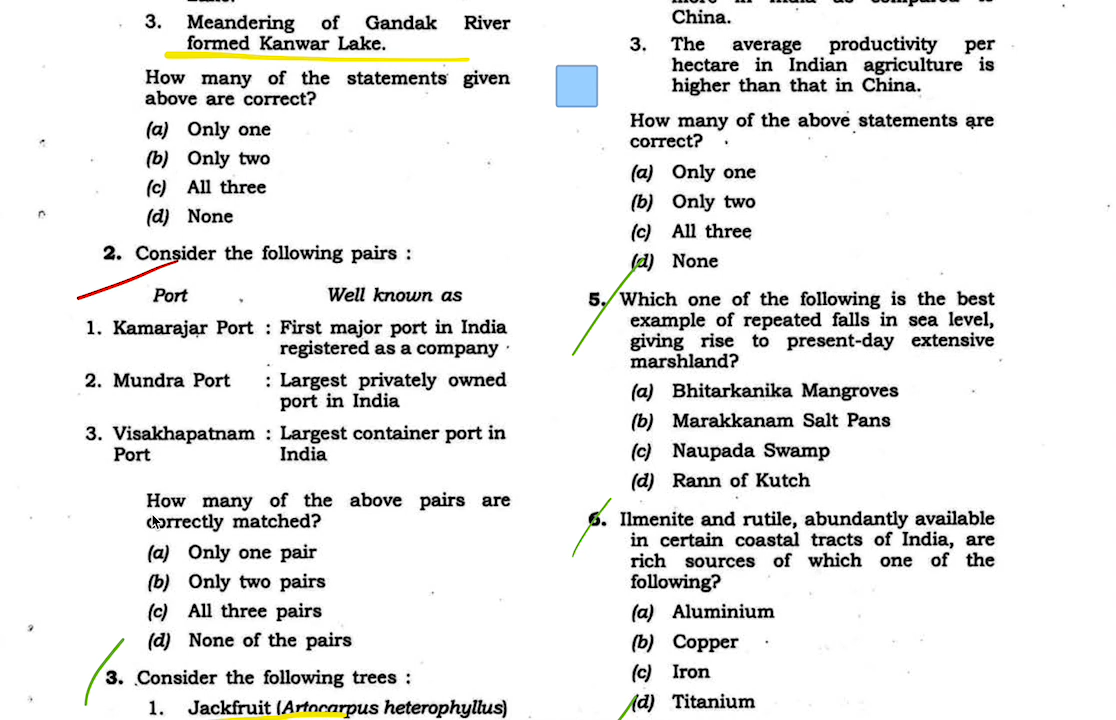 3. Meandering of Gandak River
formed Kanwar Lake.
How many of the statements given
above are correct?
(a) Only one
(b) Only two
(c) All three
(d) None
2. Consider the following pairs :
Port Well known as
1. Kamarajar Port : First major port in India
registered as a company
2. Mundra Port : Largest privately owned
port in India
3. Visakhapatnam : Largest container port in
Port India
How many of the above pairs are
correctly matched?
(a) Only one pair
(b) Only two pairs
(c) All three pairs
(d) None of the pairs
3. Consider the following trees :
1. Jackfruit (Artocarpus heterophyllus)
more in India as compared to
China.
3. The average productivity per
hectare in Indian agriculture is
higher than that in China.
How many of the above statements are
correct?
(a) Only one
(b) Only two
(c) All three
(d) None
5. Which one of the following is the best
example of repeated falls in sea level,
giving rise to present-day extensive
marshland?
(a) Bhitarkanika Mangroves
(b) Marakkanam Salt Pans
(c) Naupada Swamp
(d) Rann of Kutch
6. Ilmenite and rutile, abundantly available
in certain coastal tracts of India, are
rich sources of which one of the
following?
(a) Aluminium
(b) Copper
(c) Iron
(d) Titanium